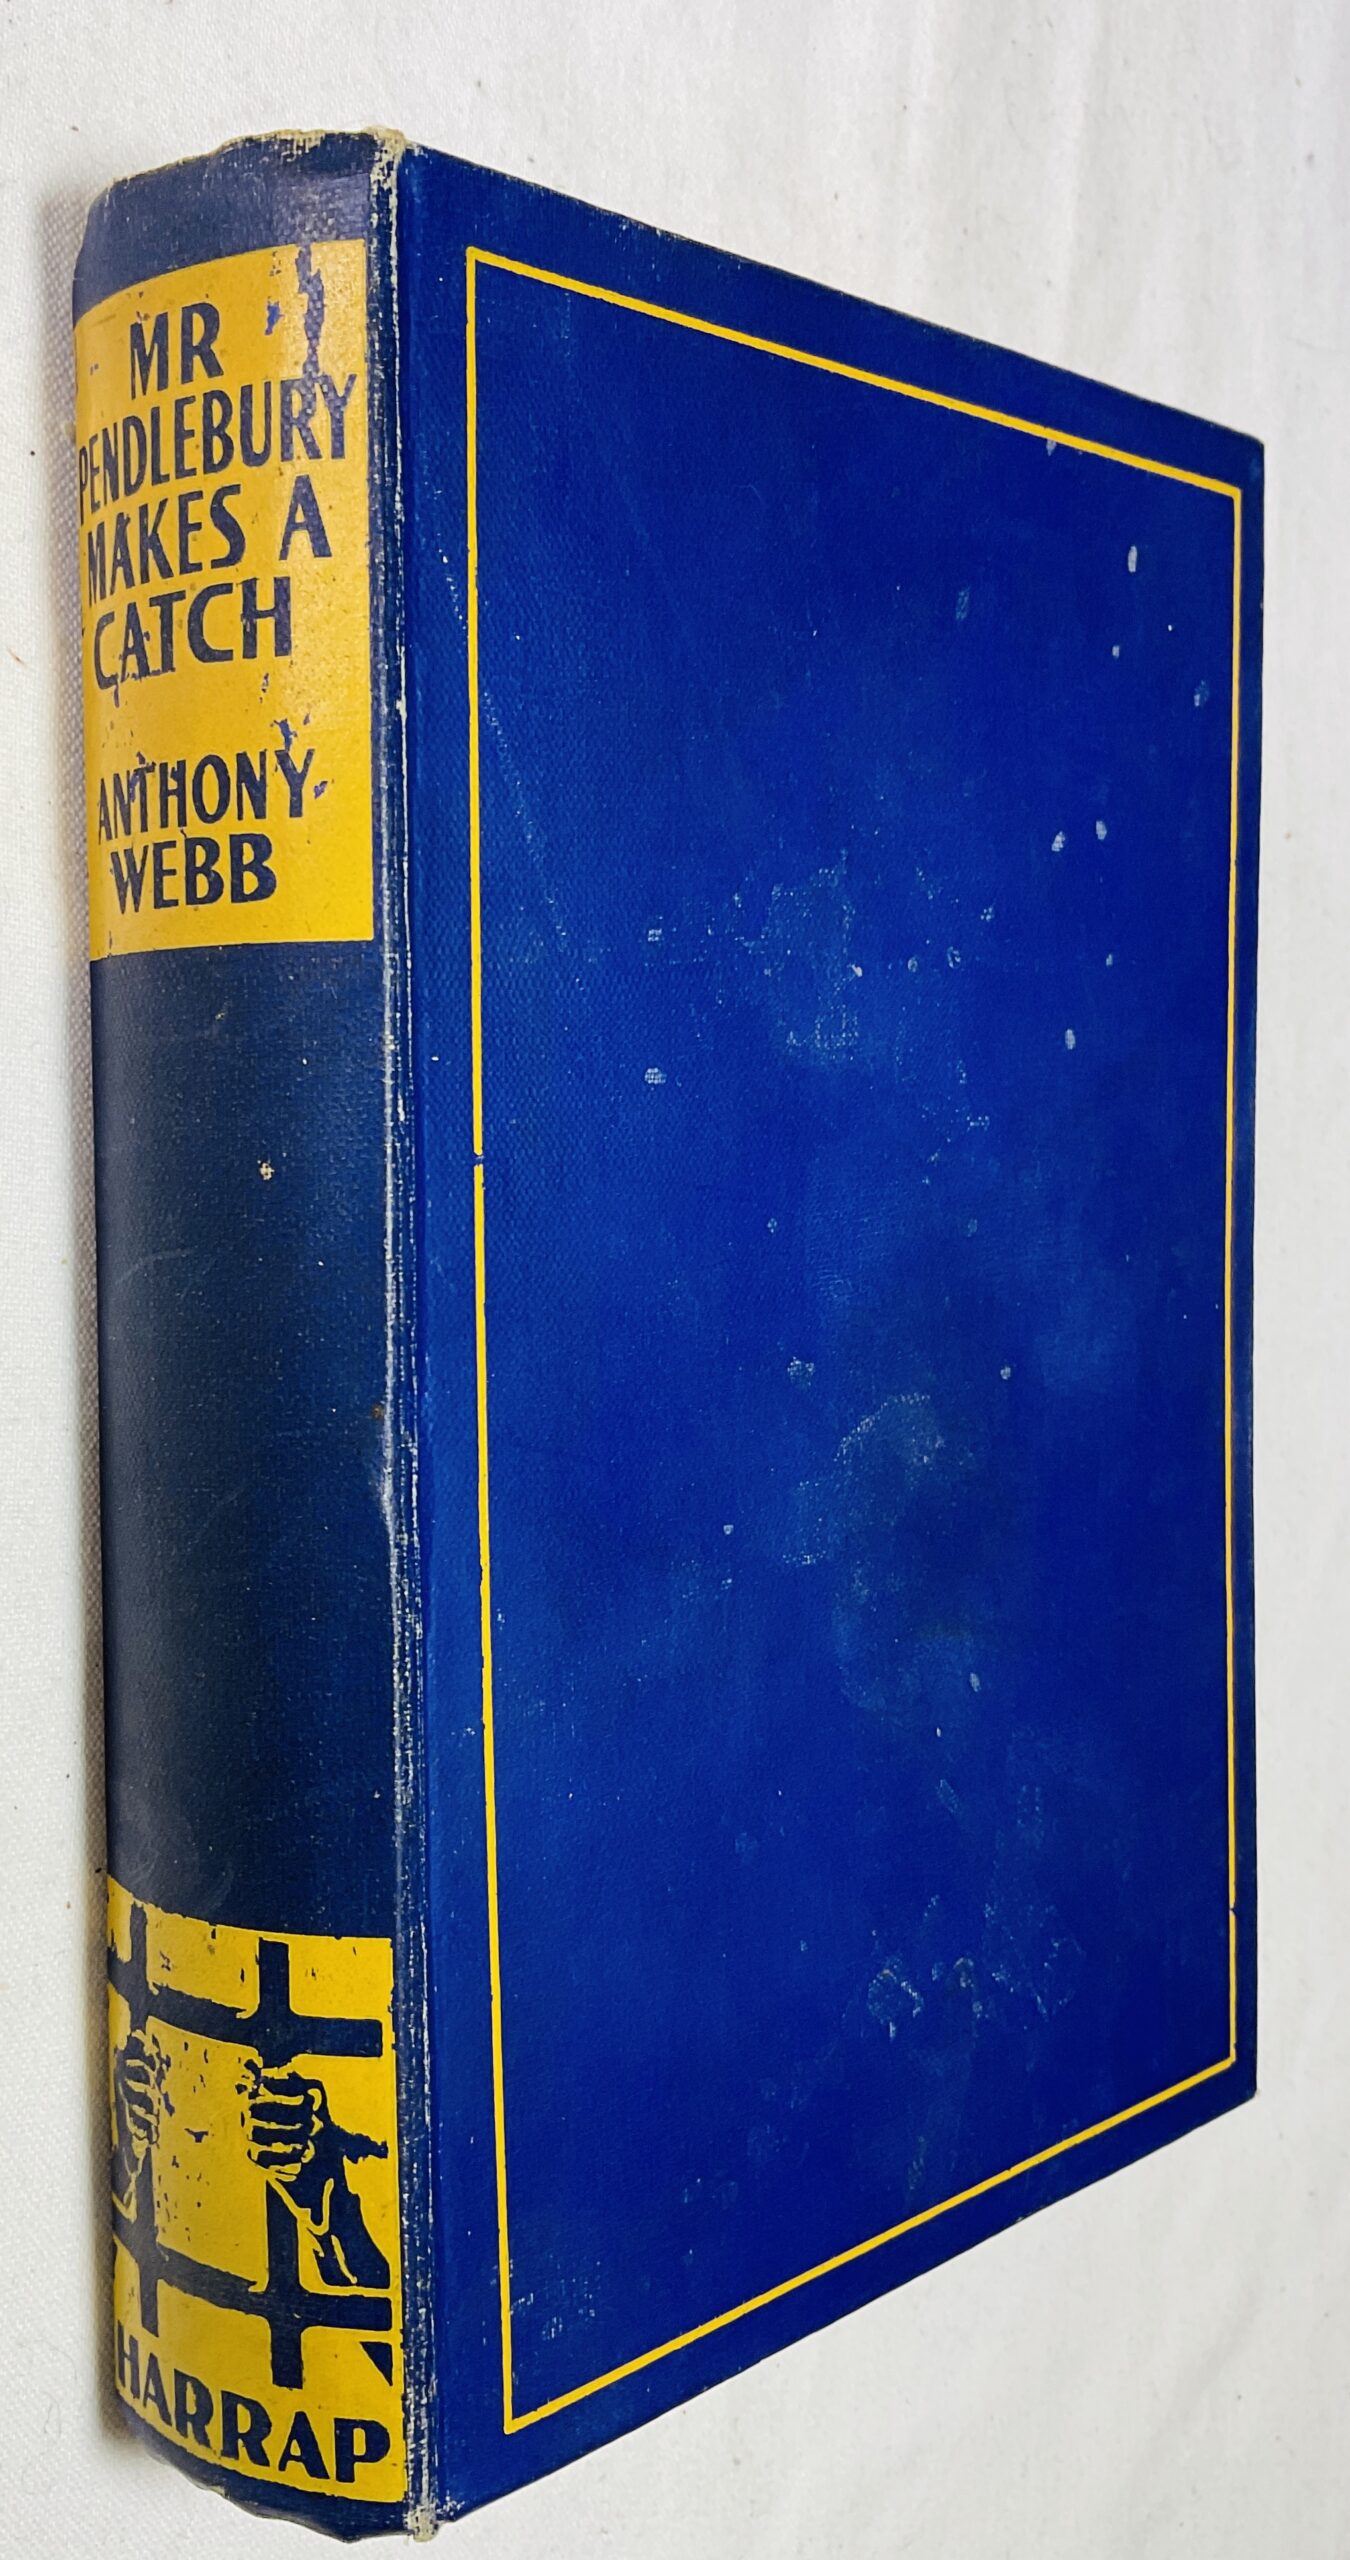 MR
PENDLEBURY
MAKES A
CATCH
ANTHONY
WEBB
HARRAP